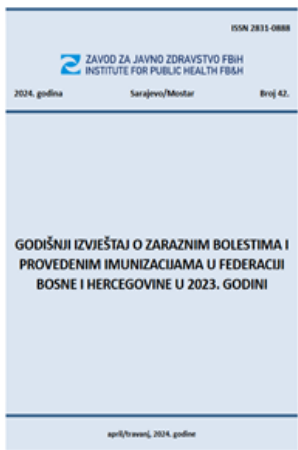 ISSN 2831-0888
ZAVOD ZA JAVNO ZDRAVSTVO FBiH
INSTITUTE FOR PUBLIC HEALTH FB&H
2024. godina Sarajevo/Mostar Broj 42.
GODIŠNJI IZVJEŠTAJ O ZARAZNIM BOLESTIMA I
PROVEDENIM IMUNIZACIJAMA U FEDERACIJI
BOSNE I HERCEGOVINE U 2023. GODINI
april/travanj, 2024. godine